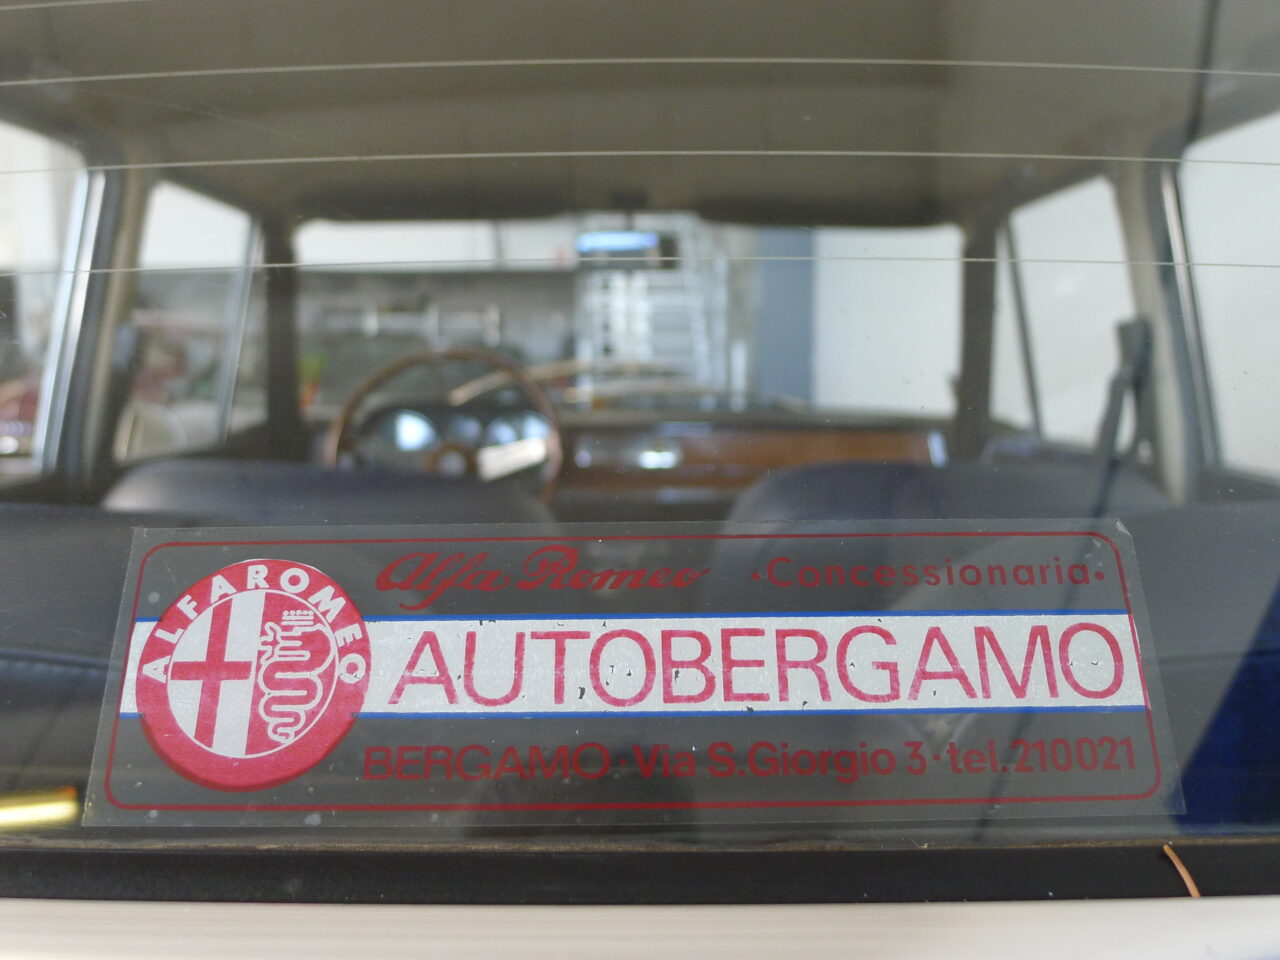 Alfa Romeo ·Concessionaria·
ALFA ROMEO
AUTOBERGAMO
BERGAMO · Via S.Giorgio 3 · tel.210021